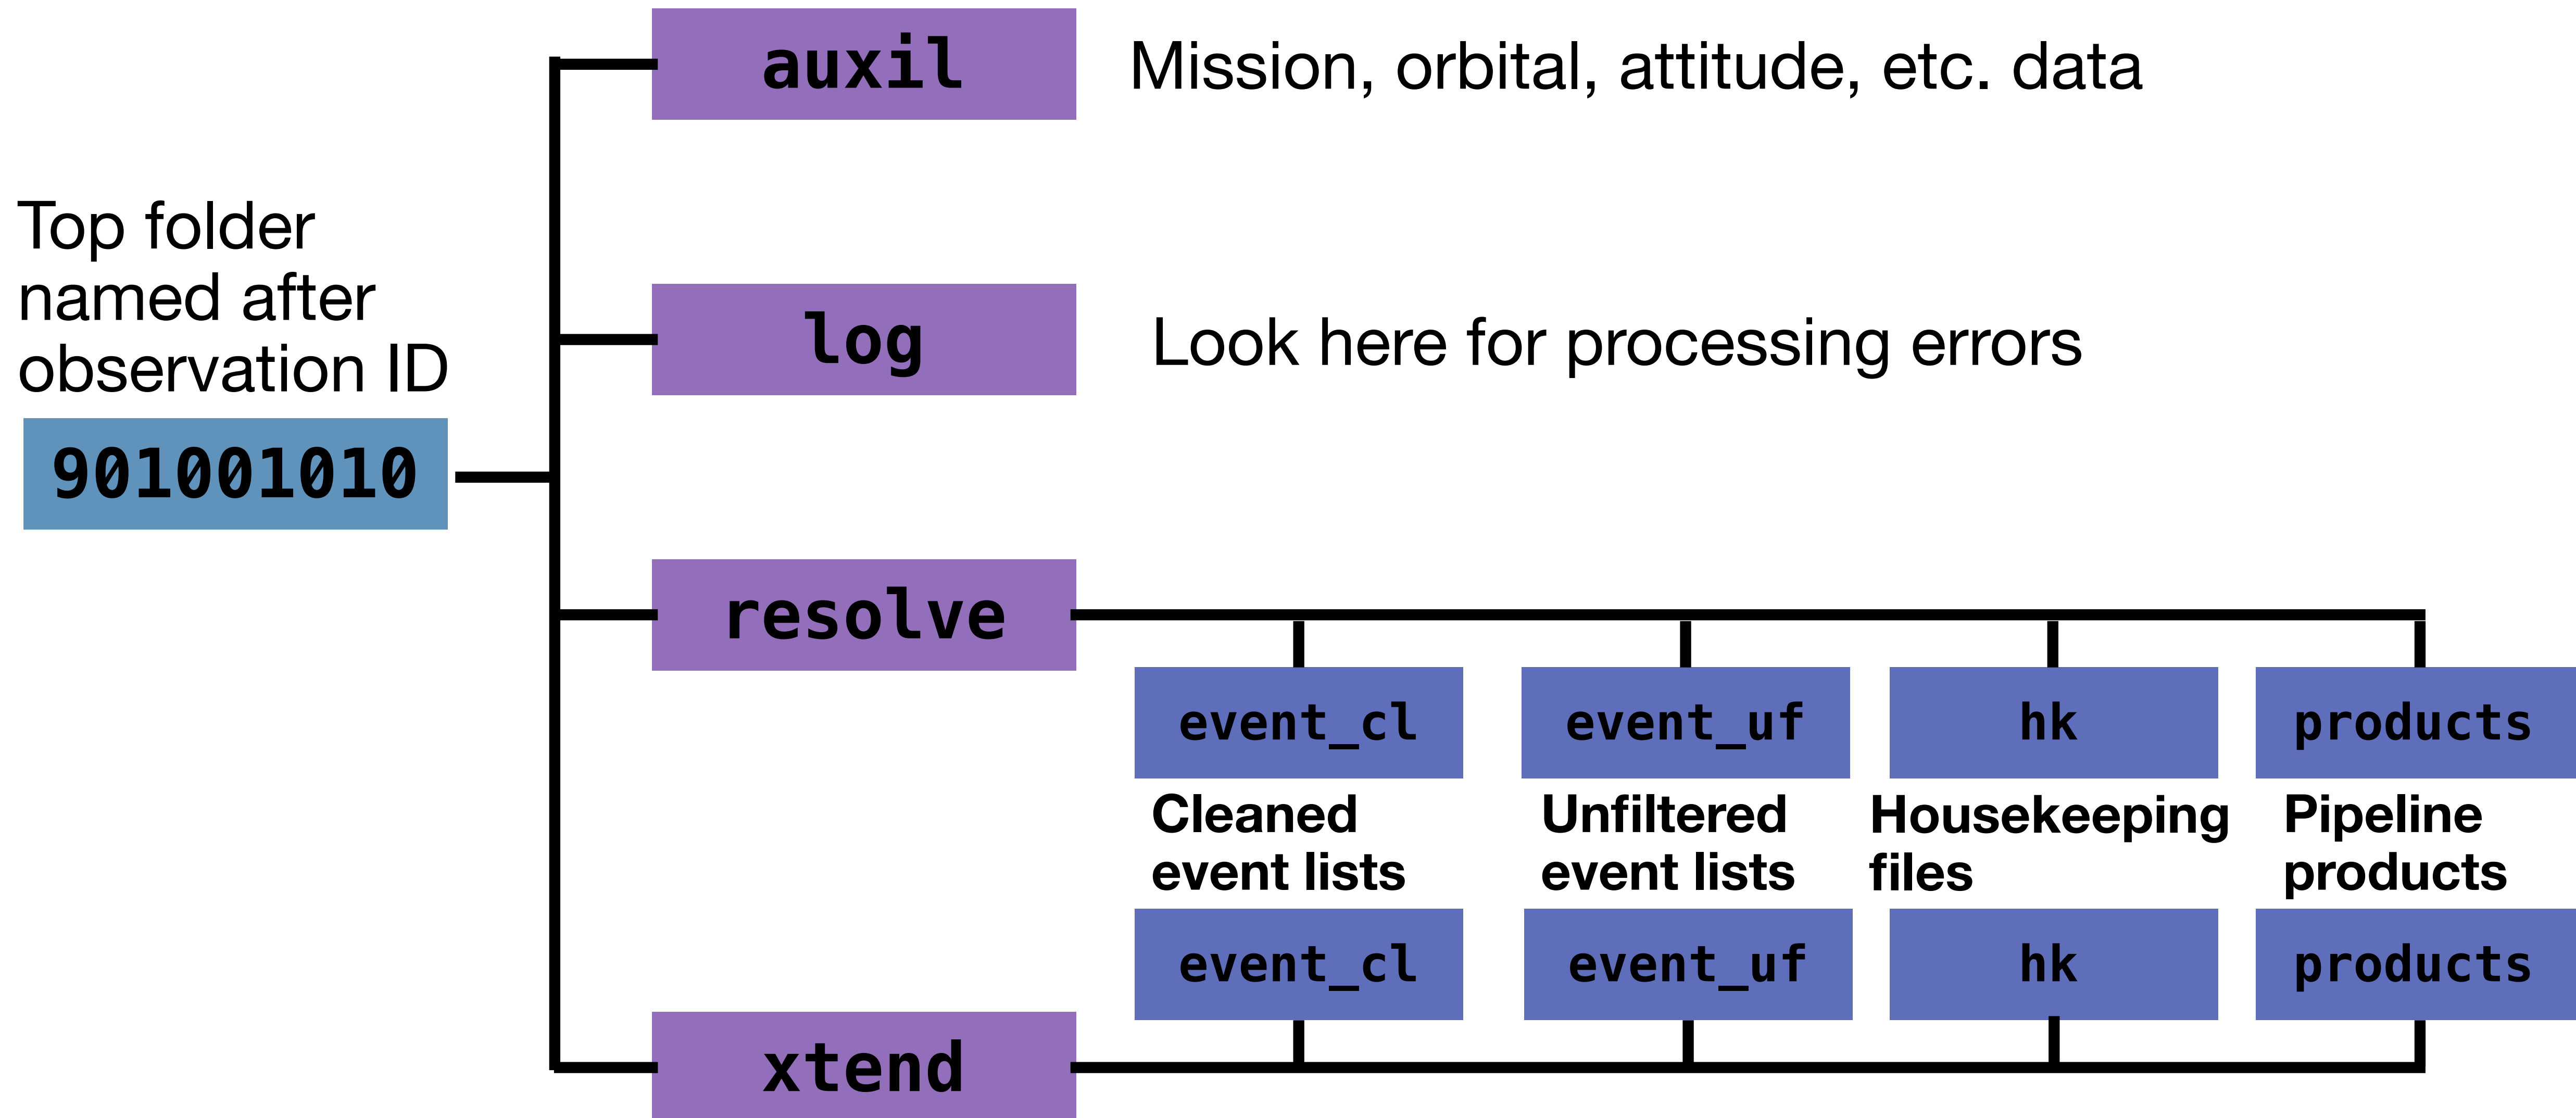 auxil
Mission, orbital, attitude, etc. data
Top folder
named after
observation ID
log
Look here for processing errors
901001010
resolve
event_cl
event_uf
hk
products
Cleaned
event lists
Unfiltered
event lists
Housekeeping
files
Pipeline
products
event_cl
event_uf
hk
products
xtend